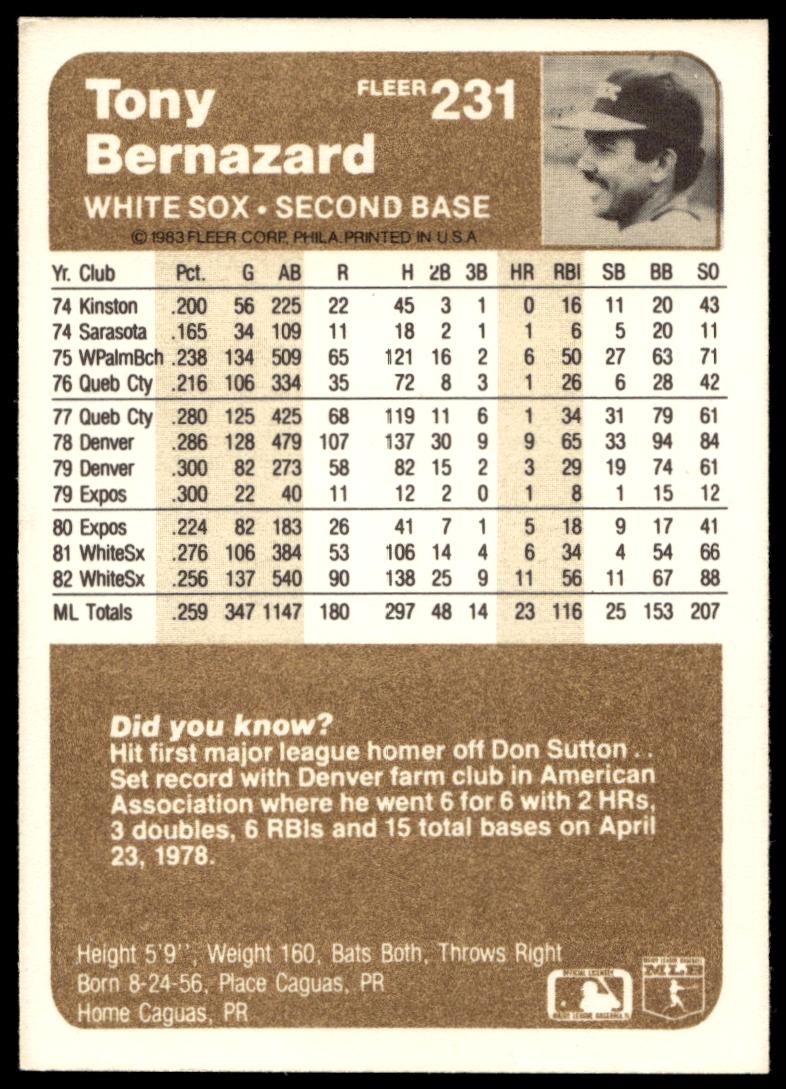 Tony
Bernazard
FLEER 231
WHITE SOX • SECOND BASE
© 1983 FLEER CORP. PHILA. PRINTED IN U.S.A.
Yr. Club Pct. G AB R H 2B 3B HR RBI SB BB SO
74 Kinston .200 56 225 22 45 3 1 0 16 11 20 43
74 Sarasota .165 34 109 11 18 2 1 1 6 5 20 11
75 WPalmBch .238 134 509 65 121 16 2 6 50 27 63 71
76 Queb Cty .216 106 334 35 72 8 3 1 26 6 28 42
77 Queb Cty .280 125 425 68 119 11 6 1 34 31 79 61
78 Denver .286 128 479 107 137 30 9 9 65 33 94 84
79 Denver .300 82 273 58 82 15 2 3 29 19 74 61
79 Expos .300 22 40 11 12 2 0 1 8 1 15 12
80 Expos .224 82 183 26 41 7 1 5 18 9 17 41
81 WhiteSx .276 106 384 53 106 14 4 6 34 4 54 66
82 WhiteSx .256 137 540 90 138 25 9 11 56 11 67 88
ML Totals .259 347 1147 180 297 48 14 23 116 25 153 207
Did you know?
Hit first major league homer off Don Sutton . .
Set record with Denver farm club in American
Association where he went 6 for 6 with 2 HRs,
3 doubles, 6 RBIs and 15 total bases on April
23, 1978.
Height 5'9'', Weight 160, Bats Both, Throws Right
Born 8-24-56, Place Caguas, PR
Home Caguas, PR
OFFICIAL LICENSEE
MAJOR LEAGUE BASEBALL
MAJOR LEAGUE BASEBALL
MLB